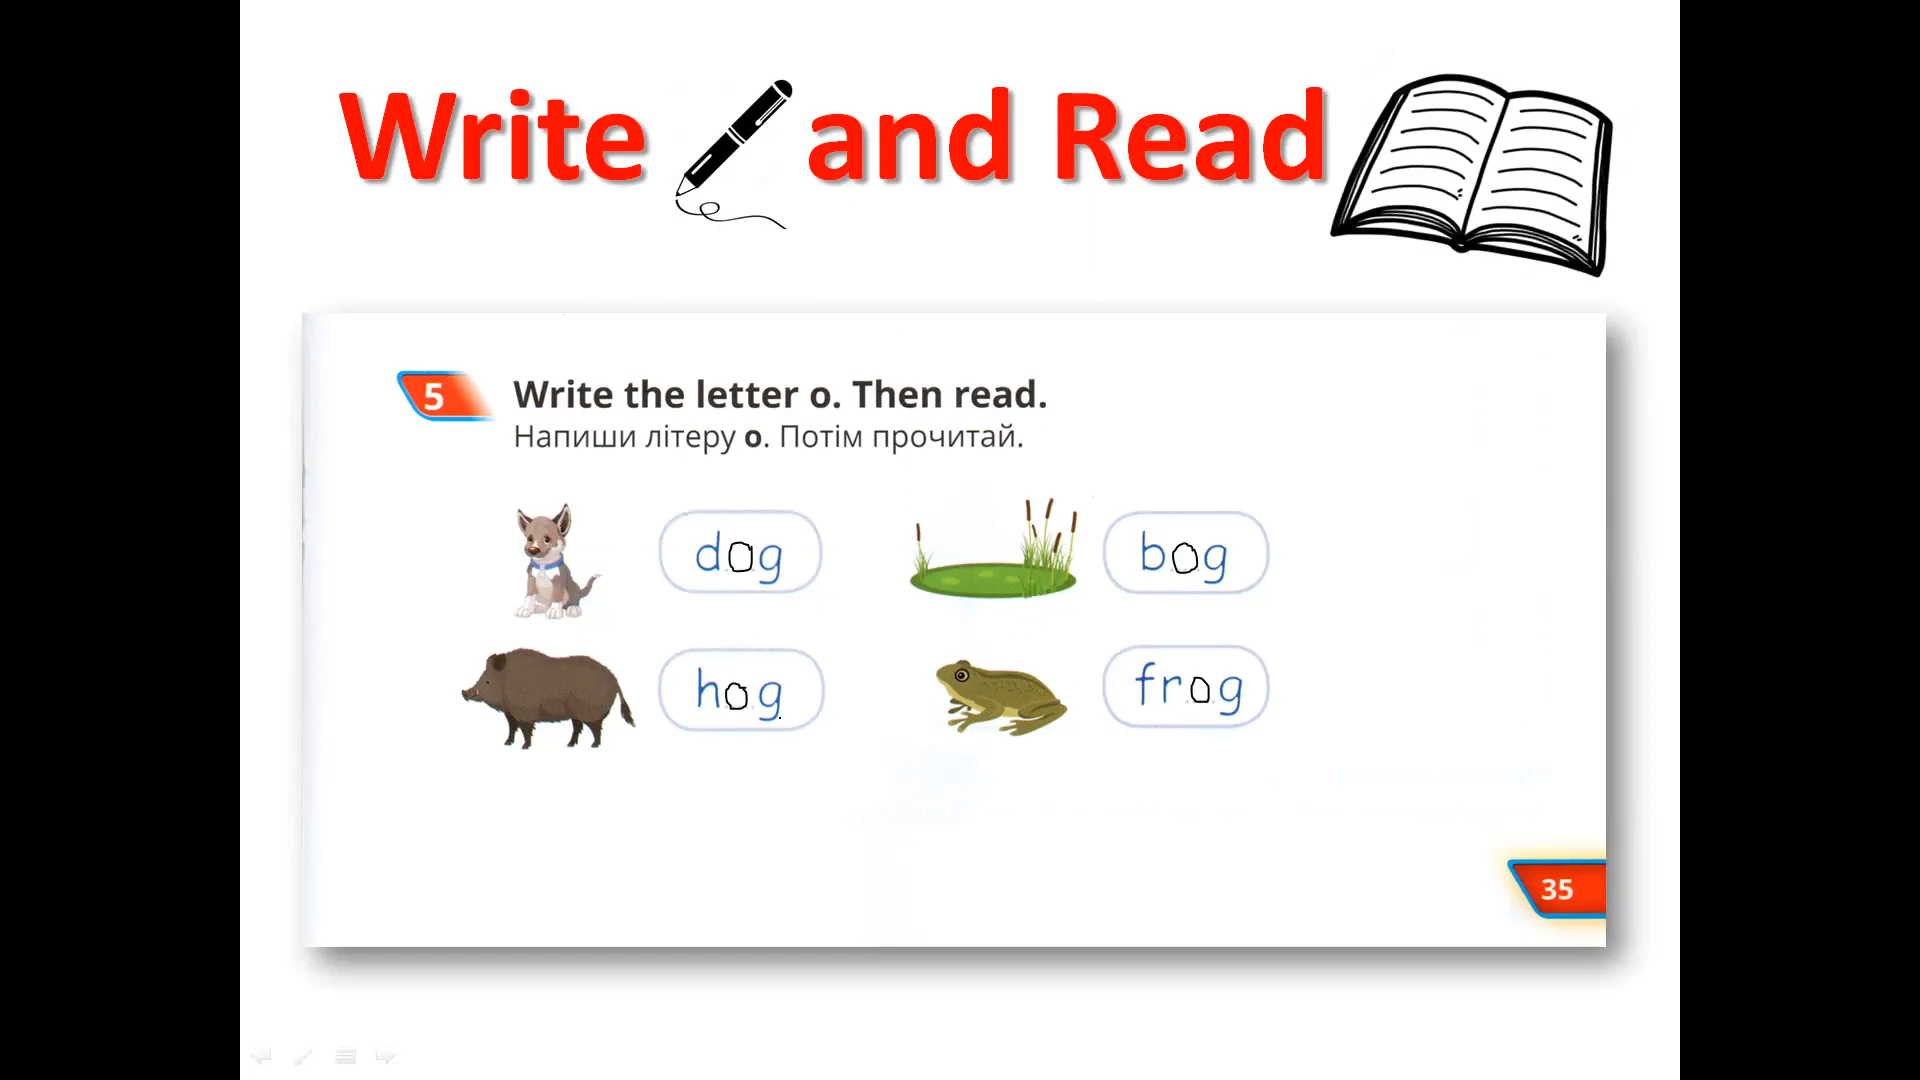 Write and Read
5 Write the letter o. Then read.
Напиши літеру о. Потім прочитай.
dog bog
hog frog
35